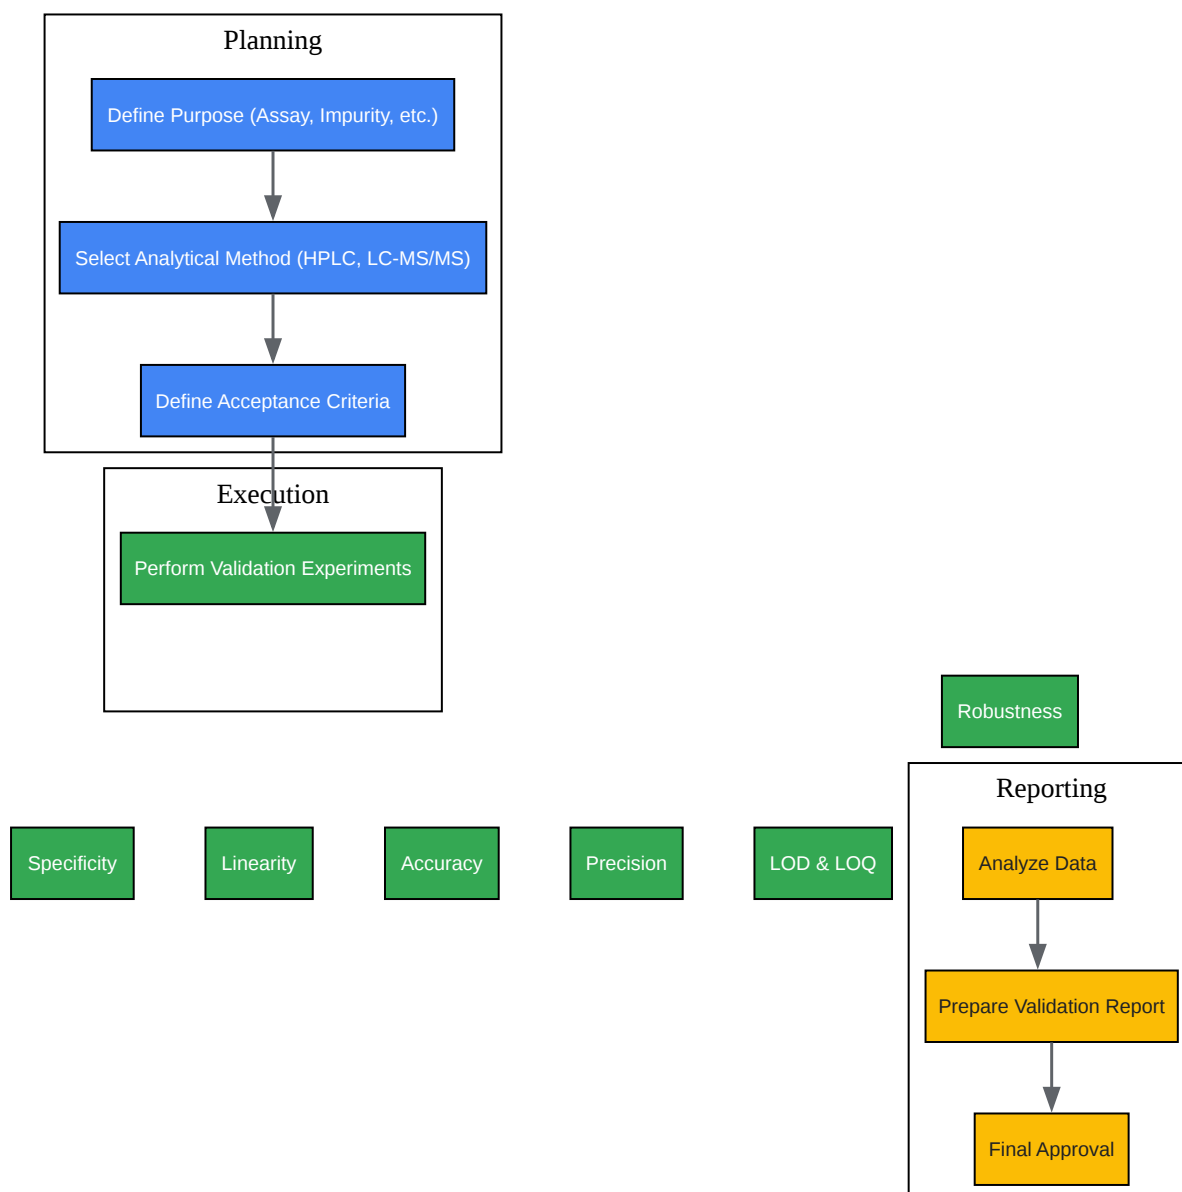 Planning
Define Purpose (Assay, Impurity, etc.)
Select Analytical Method (HPLC, LC-MS/MS)
Define Acceptance Criteria
Execution
Perform Validation Experiments
Robustness
Reporting
Specificity
Linearity
Accuracy
Precision
LOD & LOQ
Analyze Data
Prepare Validation Report
Final Approval